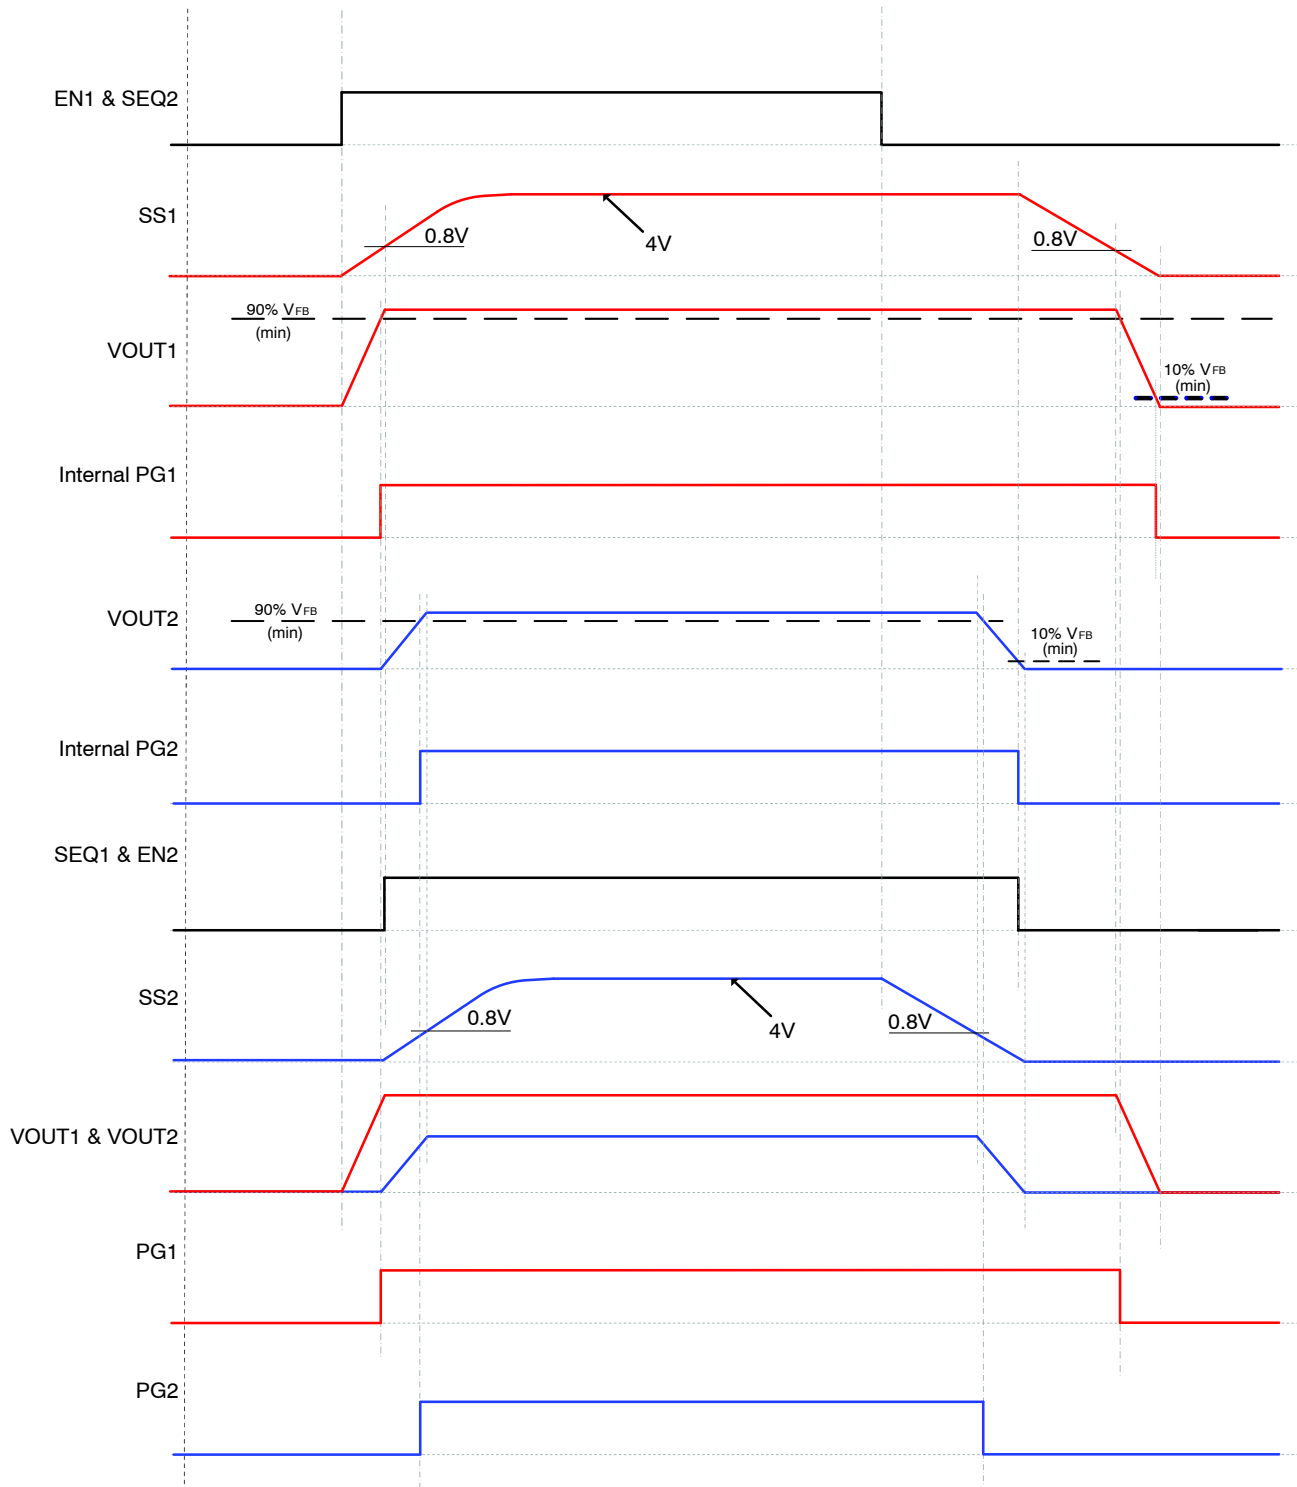 EN1 & SEQ2
SS1
0.8V
4V
0.8V
90% VFB
(min)
VOUT1
10% VFB
(min)
Internal PG1
VOUT2
90% VFB
(min)
10% VFB
(min)
Internal PG2
SEQ1 & EN2
SS2
0.8V
4V
0.8V
VOUT1 & VOUT2
PG1
PG2